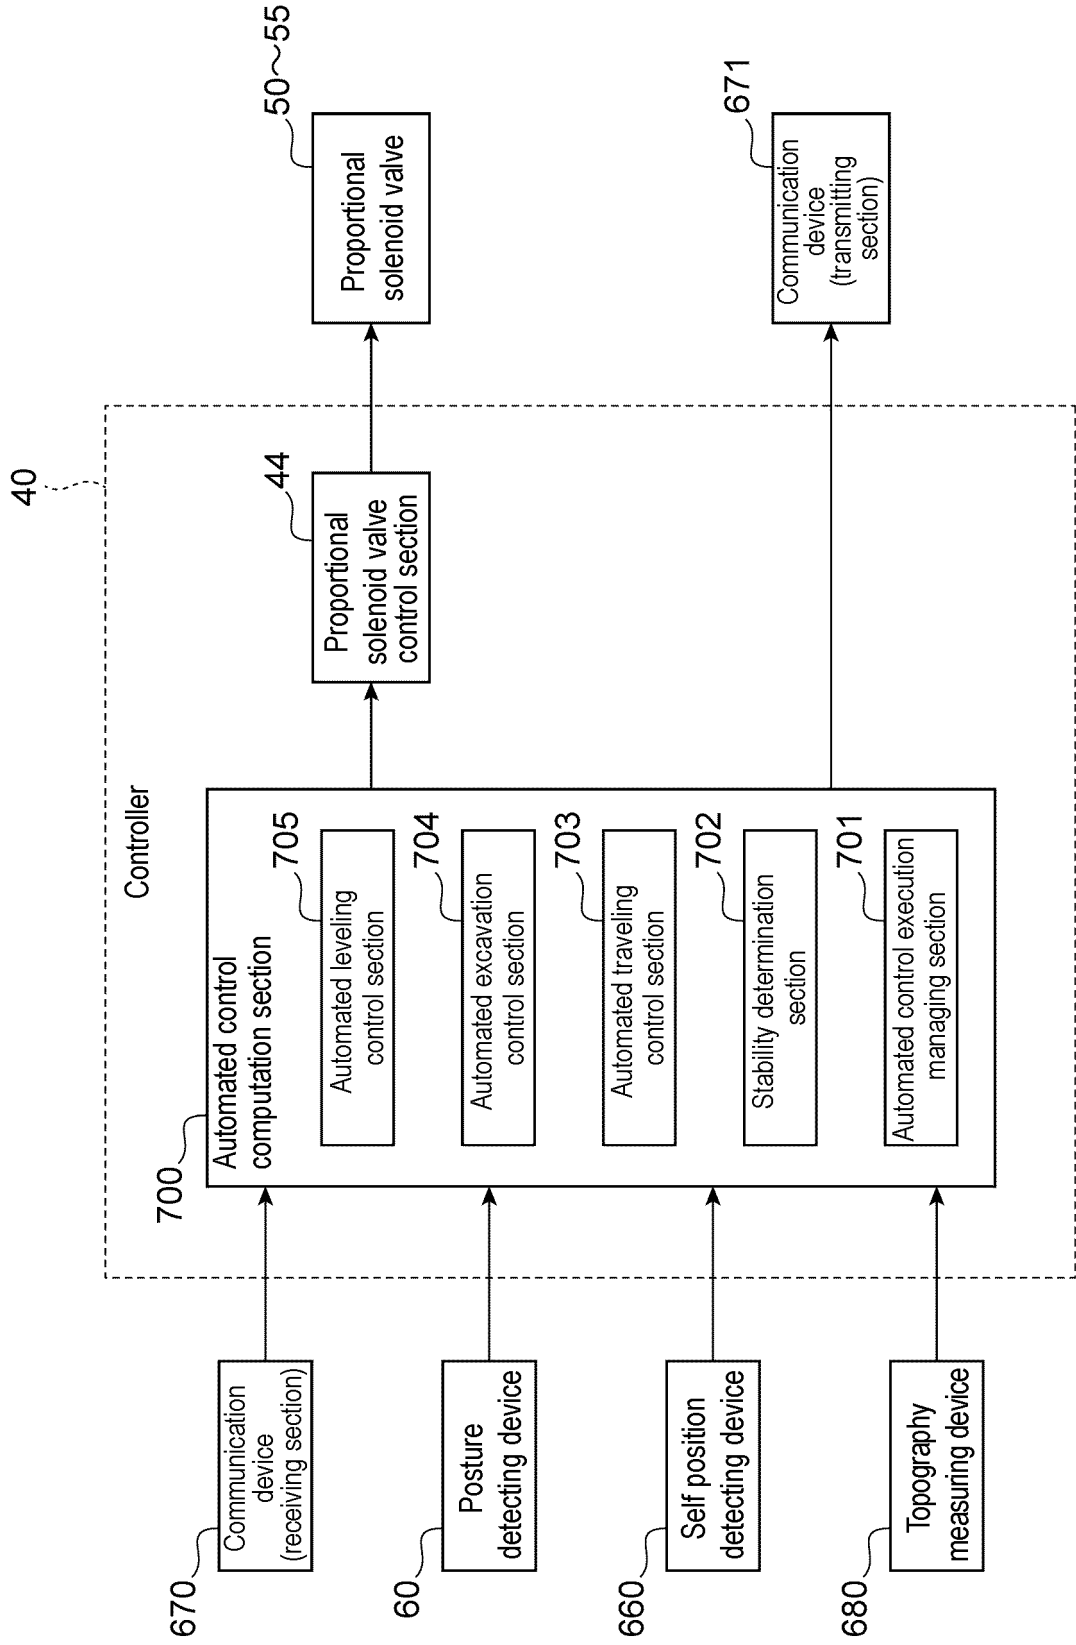 40
Controller
670
Communication
device
(receiving section)
60
Posture
detecting device
660
Self position
detecting device
680
Topography
measuring device
700
Automated control
computation section
705
Automated leveling
control section
704
Automated excavation
control section
703
Automated traveling
control section
702
Stability determination
section
701
Automated control execution
managing section
44
Proportional
solenoid valve
control section
50～55
Proportional
solenoid valve
671
Communication
device
(transmitting
section)